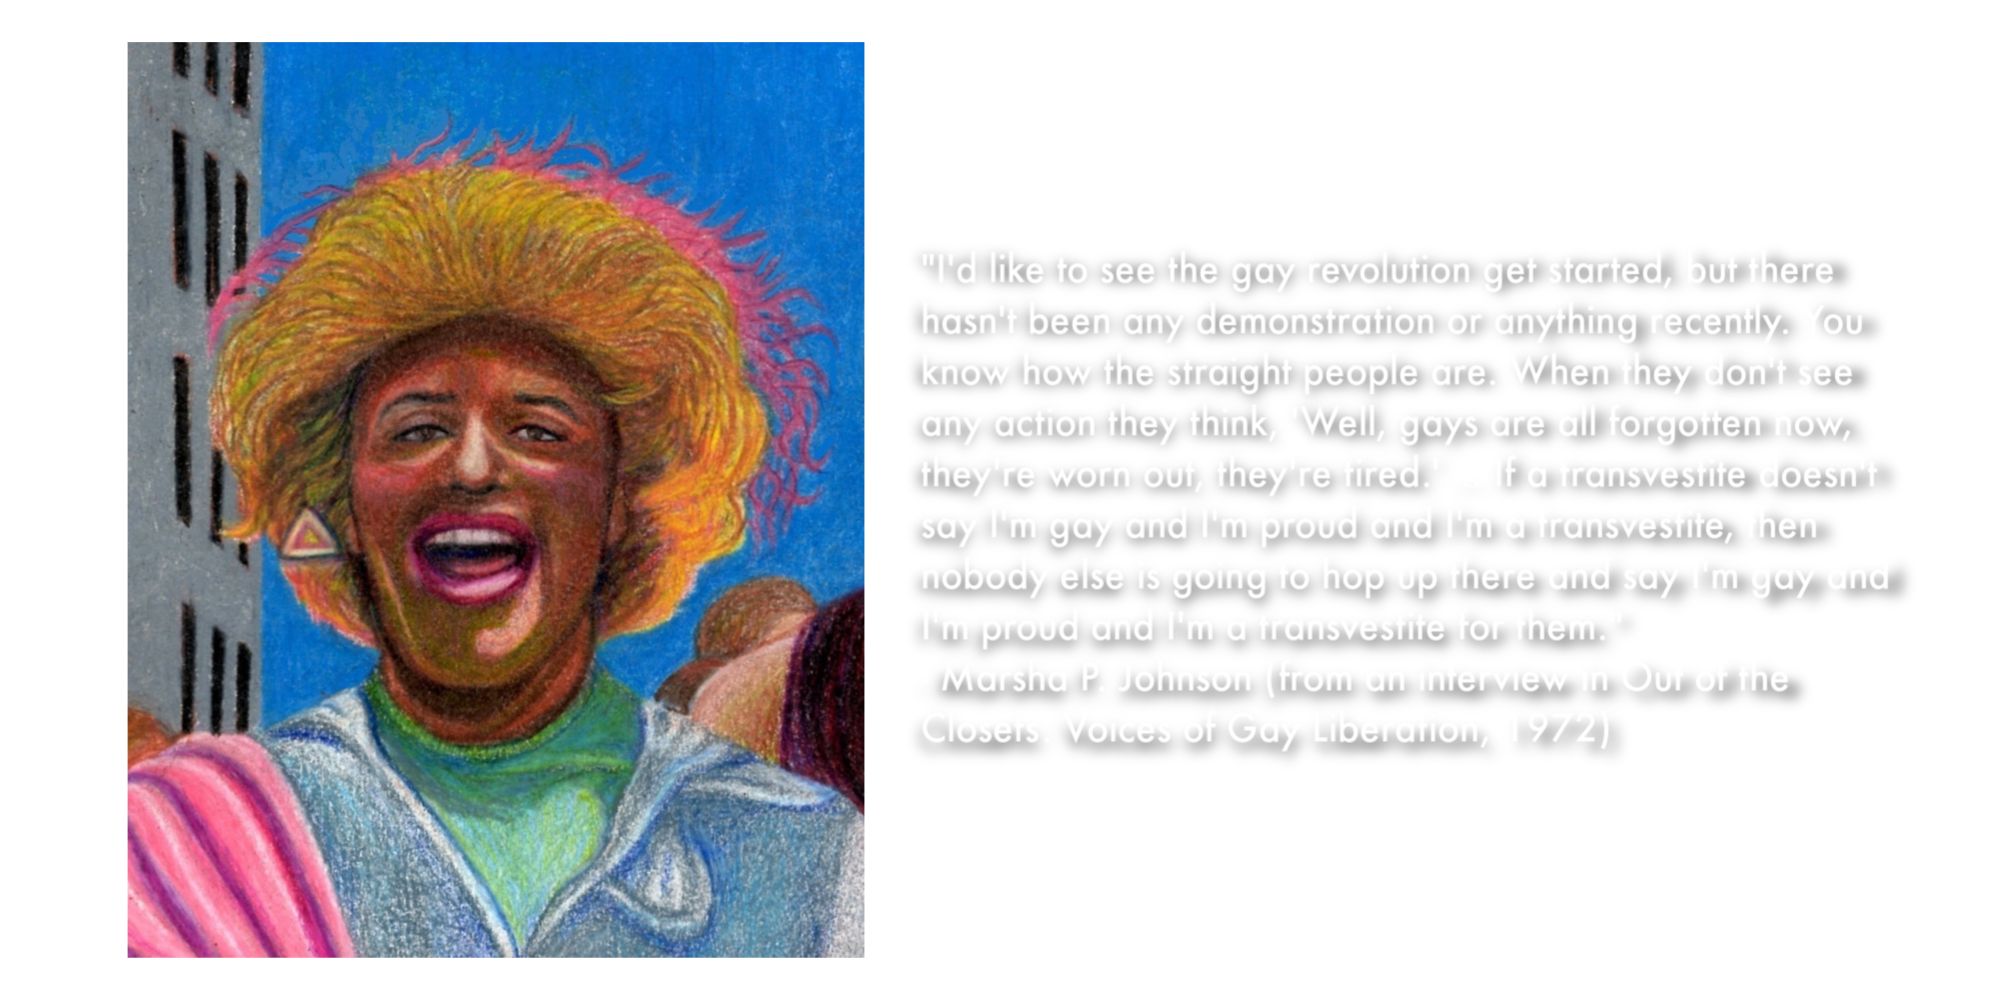 "I'd like to see the gay revolution get started, but there
hasn't been any demonstration or anything recently. You
know how the straight people are. When they don't see
any action they think, 'Well, gays are all forgotten now,
they're worn out, they're tired.' ... If a transvestite doesn't
say I'm gay and I'm proud and I'm a transvestite, then
nobody else is going to hop up there and say I'm gay and
I'm proud and I'm a transvestite for them."
- Marsha P. Johnson (from an interview in Out of the
Closets: Voices of Gay Liberation, 1972)